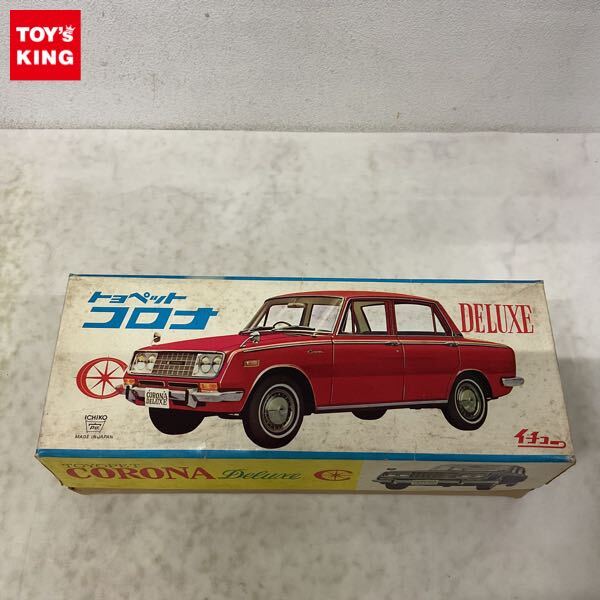 TOY'S
KING
トヨペット
コロナ
DELUXE
Corona
CORONA
DELUXE
ICHIKO
MADE IN JAPAN
イチコー
TOYOPET
CORONA Deluxe